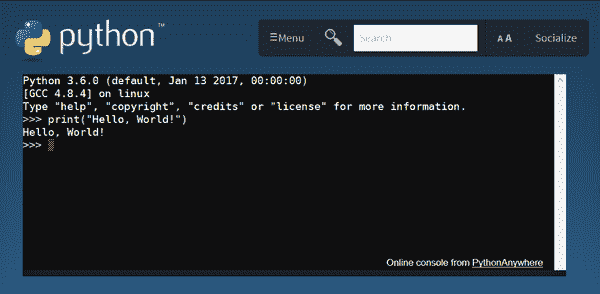 python™
☰Menu Search A A Socialize
Python 3.6.0 (default, Jan 13 2017, 00:00:00)
[GCC 4.8.4] on linux
Type "help", "copyright", "credits" or "license" for more information.
>>> print("Hello, World!")
Hello, World!
>>>
Online console from PythonAnywhere